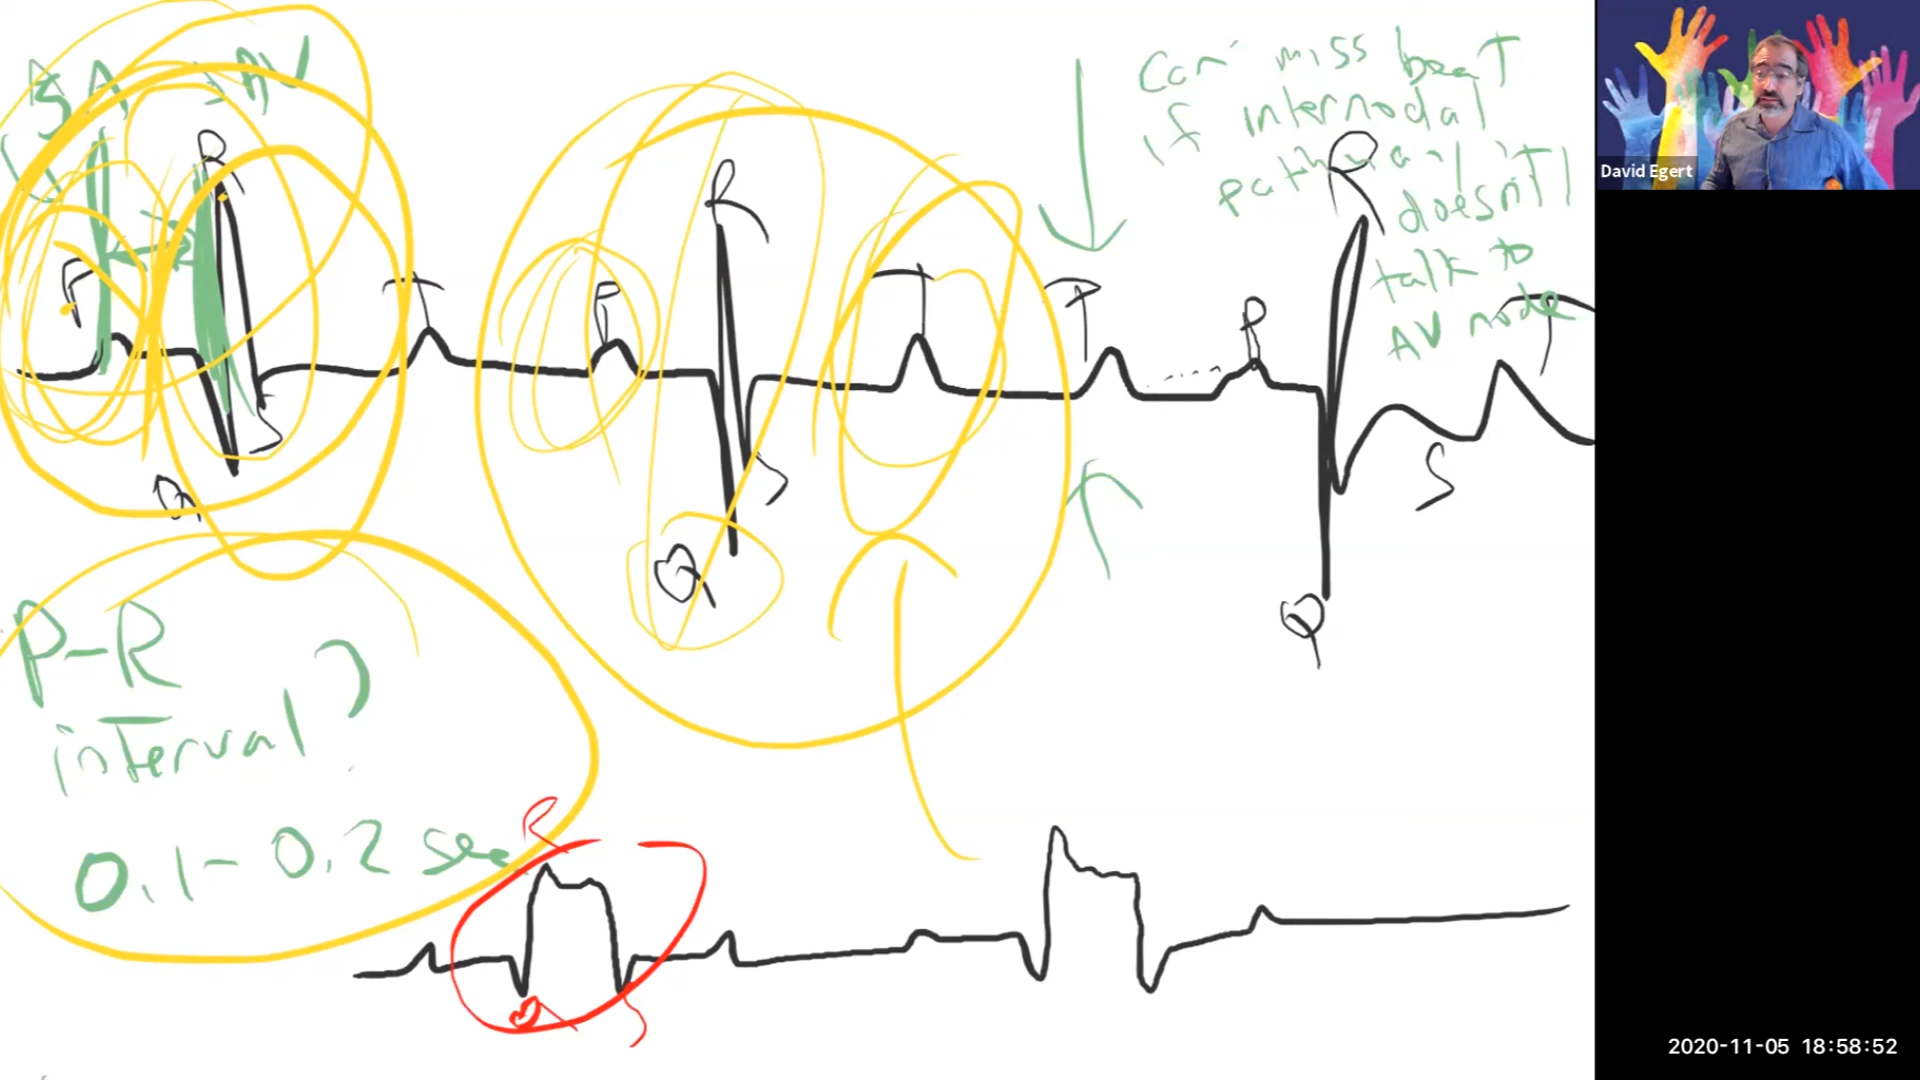 SA → AV
Can miss beat
if internodal
pathway
doesn't
talk to
AV node
R
R
R
P
T
P
T
P
P
T
S
S
S
Q
Q
Q
P-R
interval?
0.1-0.2 sec
R
Q
S
David Egert
2020-11-05 18:58:52